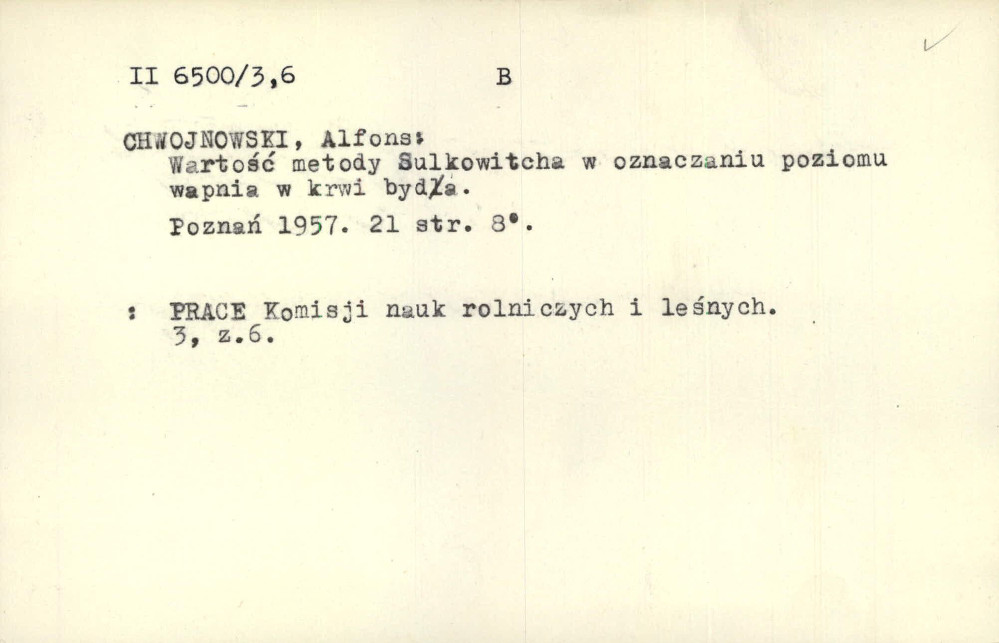 II 6500/3,6 B
CHWOJNOWSKI, Alfons:
Wartość metody Sulkowitcha w oznaczaniu poziomu
wapnia w krwi bydła.
Poznań 1957. 21 str. 8°.
: PRACE Komisji nauk rolniczych i leśnych.
3, z.6.